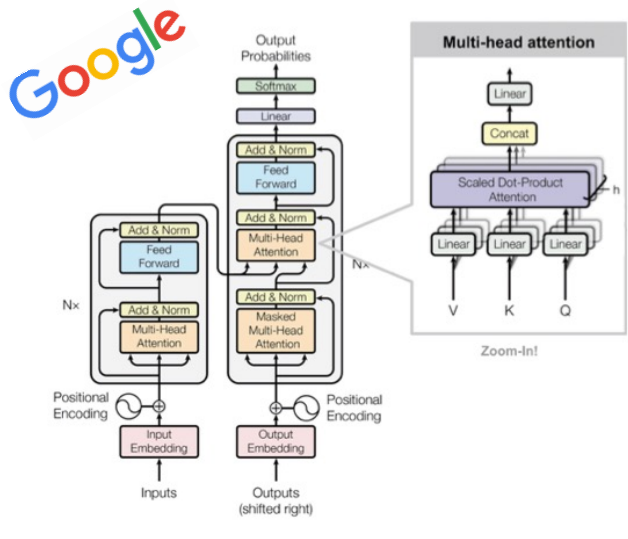 Google
Output
Probabilities
Softmax
Linear
Add & Norm
Feed
Forward
Add & Norm
Multi-Head
Attention
Add & Norm
Masked
Multi-Head
Attention
Nx
Add & Norm
Feed
Forward
Add & Norm
Multi-Head
Attention
N×
Positional
Encoding
Positional
Encoding
Input
Embedding
Output
Embedding
Inputs
Outputs
(shifted right)
Multi-head attention
Linear
Concat
Scaled Dot-Product
Attention
h
Linear
Linear
Linear
V
K
Q
Zoom-In!